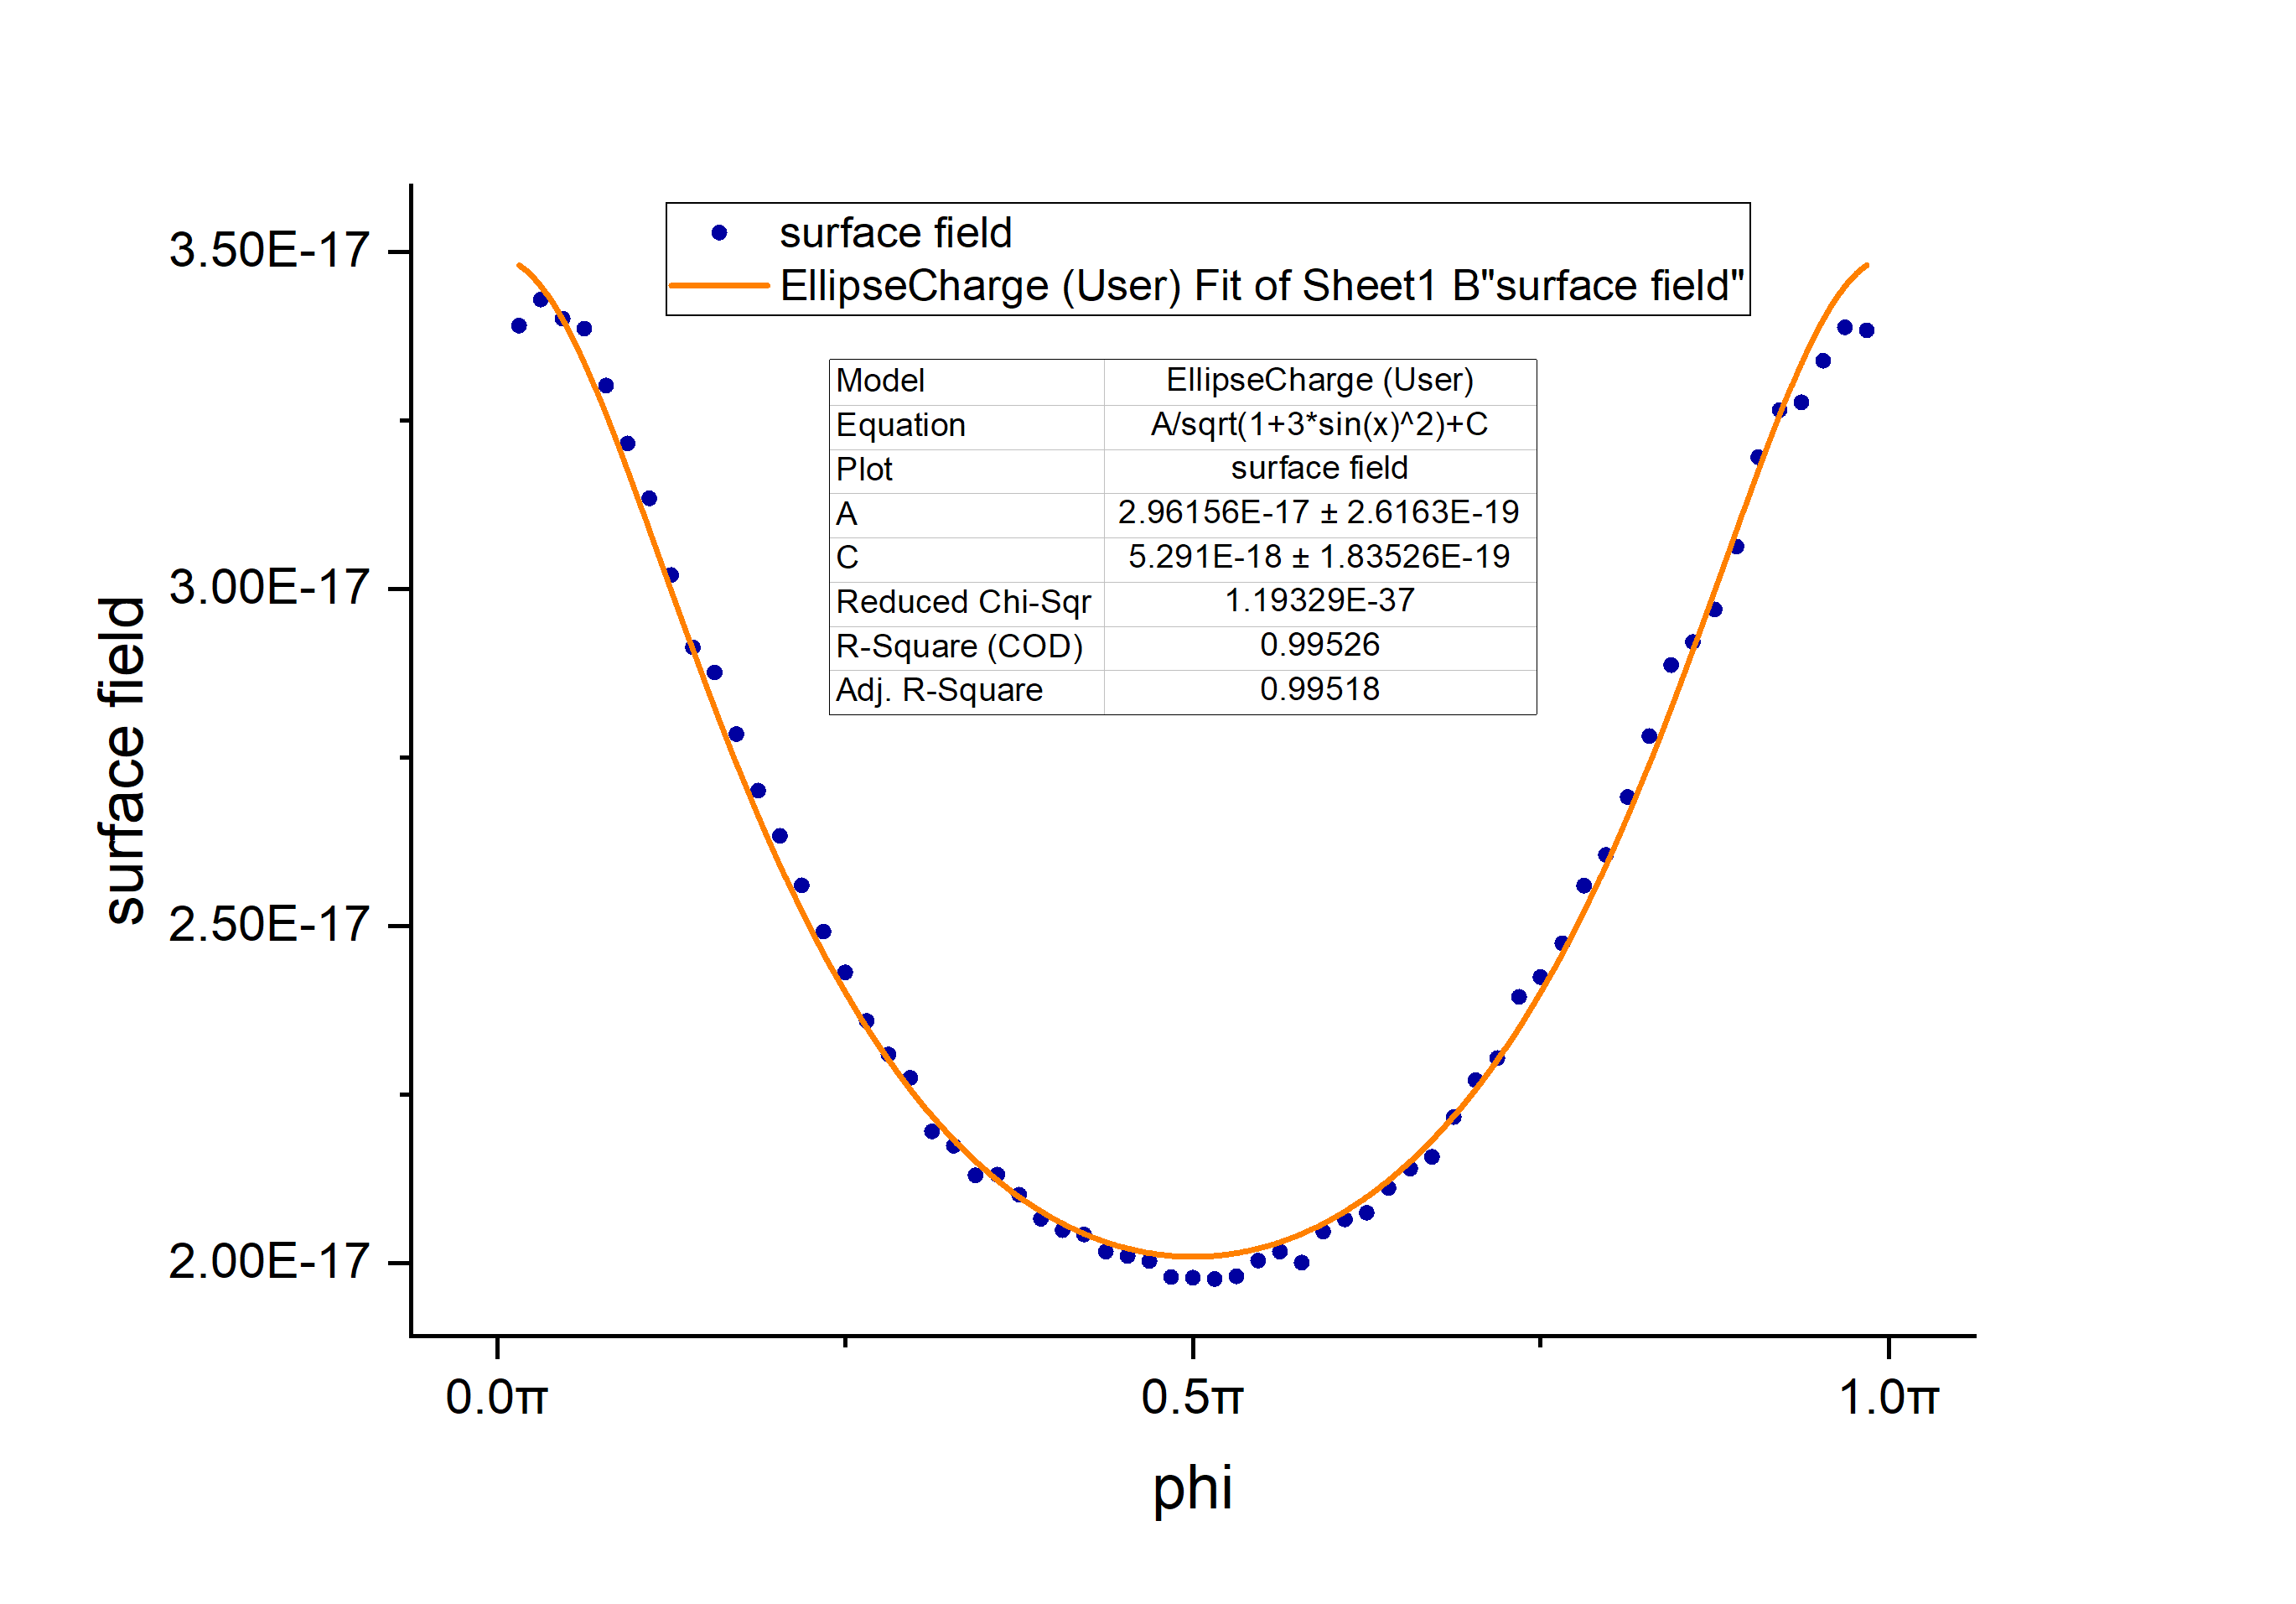 surface field
EllipseCharge (User) Fit of Sheet1 B"surface field"
Model EllipseCharge (User)
Equation A/sqrt(1+3*sin(x)^2)+C
Plot surface field
A 2.96156E-17 ± 2.6163E-19
C 5.291E-18 ± 1.83526E-19
Reduced Chi-Sqr 1.19329E-37
R-Square (COD) 0.99526
Adj. R-Square 0.99518
3.50E-17
3.00E-17
2.50E-17
2.00E-17
surface field
0.0π 0.5π 1.0π
phi